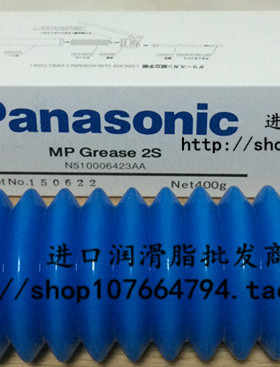 Panasonic
MP Grease 2S
N510006423AA
ot No. 150622 Net400g
进
http://sho
进口润滑脂批发商
//shop107664794.ta